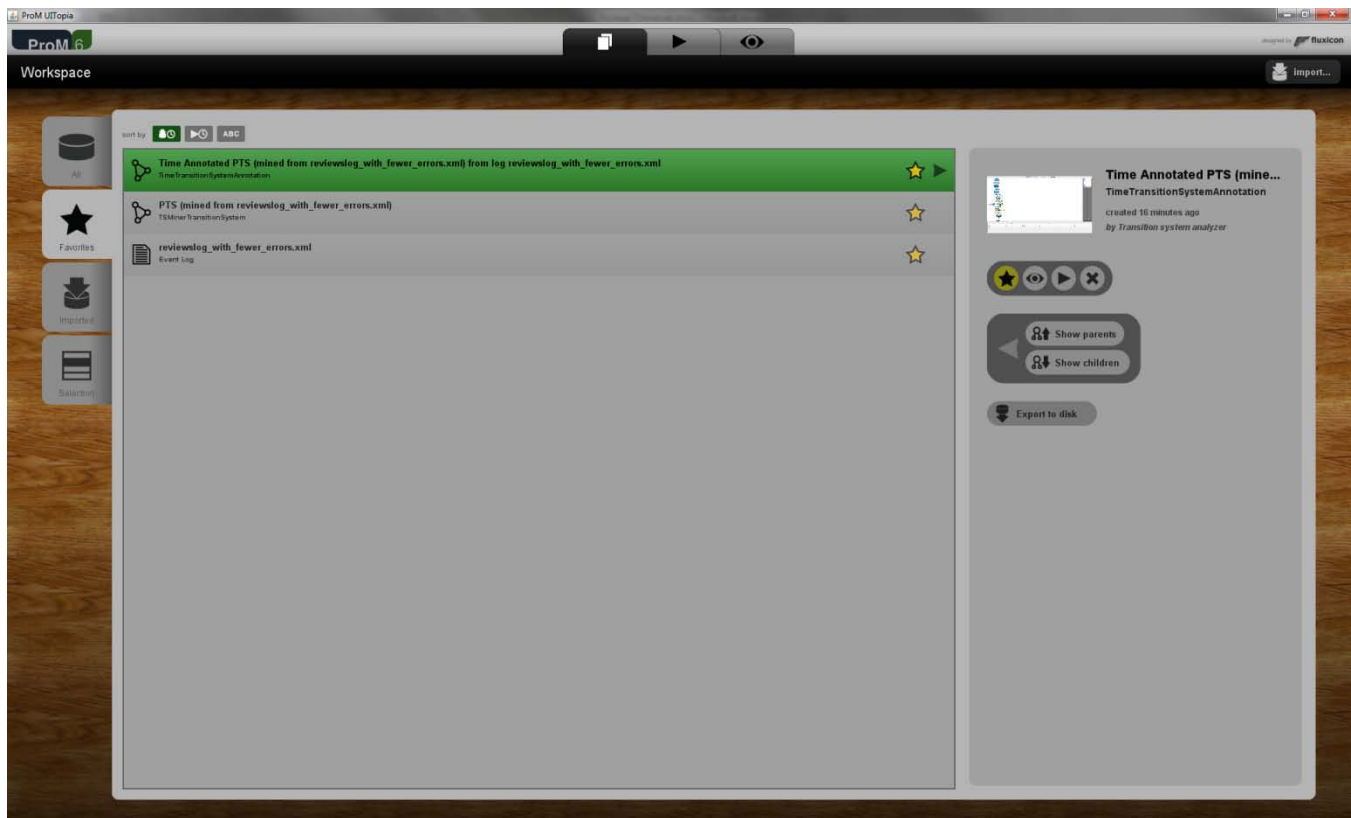 ProM UITopia
ProM 6
designed by fluxicon
Workspace
import...
sort by ABC
All
Favorites
Imported
Selection
Time Annotated PTS (mined from reviewslog_with_fewer_errors.xml) from log reviewslog_with_fewer_errors.xml
TimeTransitionSystemAnnotation
PTS (mined from reviewslog_with_fewer_errors.xml)
TSMinerTransitionSystem
reviewslog_with_fewer_errors.xml
Event Log
Time Annotated PTS (mine...
TimeTransitionSystemAnnotation
created 16 minutes ago
by Transition system analyzer
Show parents
Show children
Export to disk